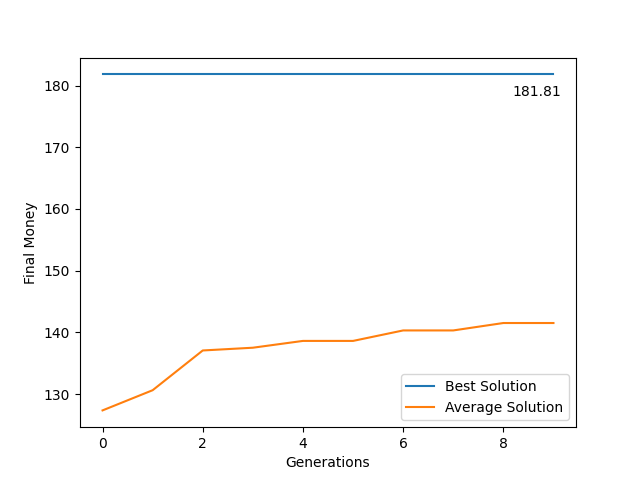 180
170
160
150
140
130
Final Money
181.81
Best Solution
Average Solution
0 2 4 6 8
Generations